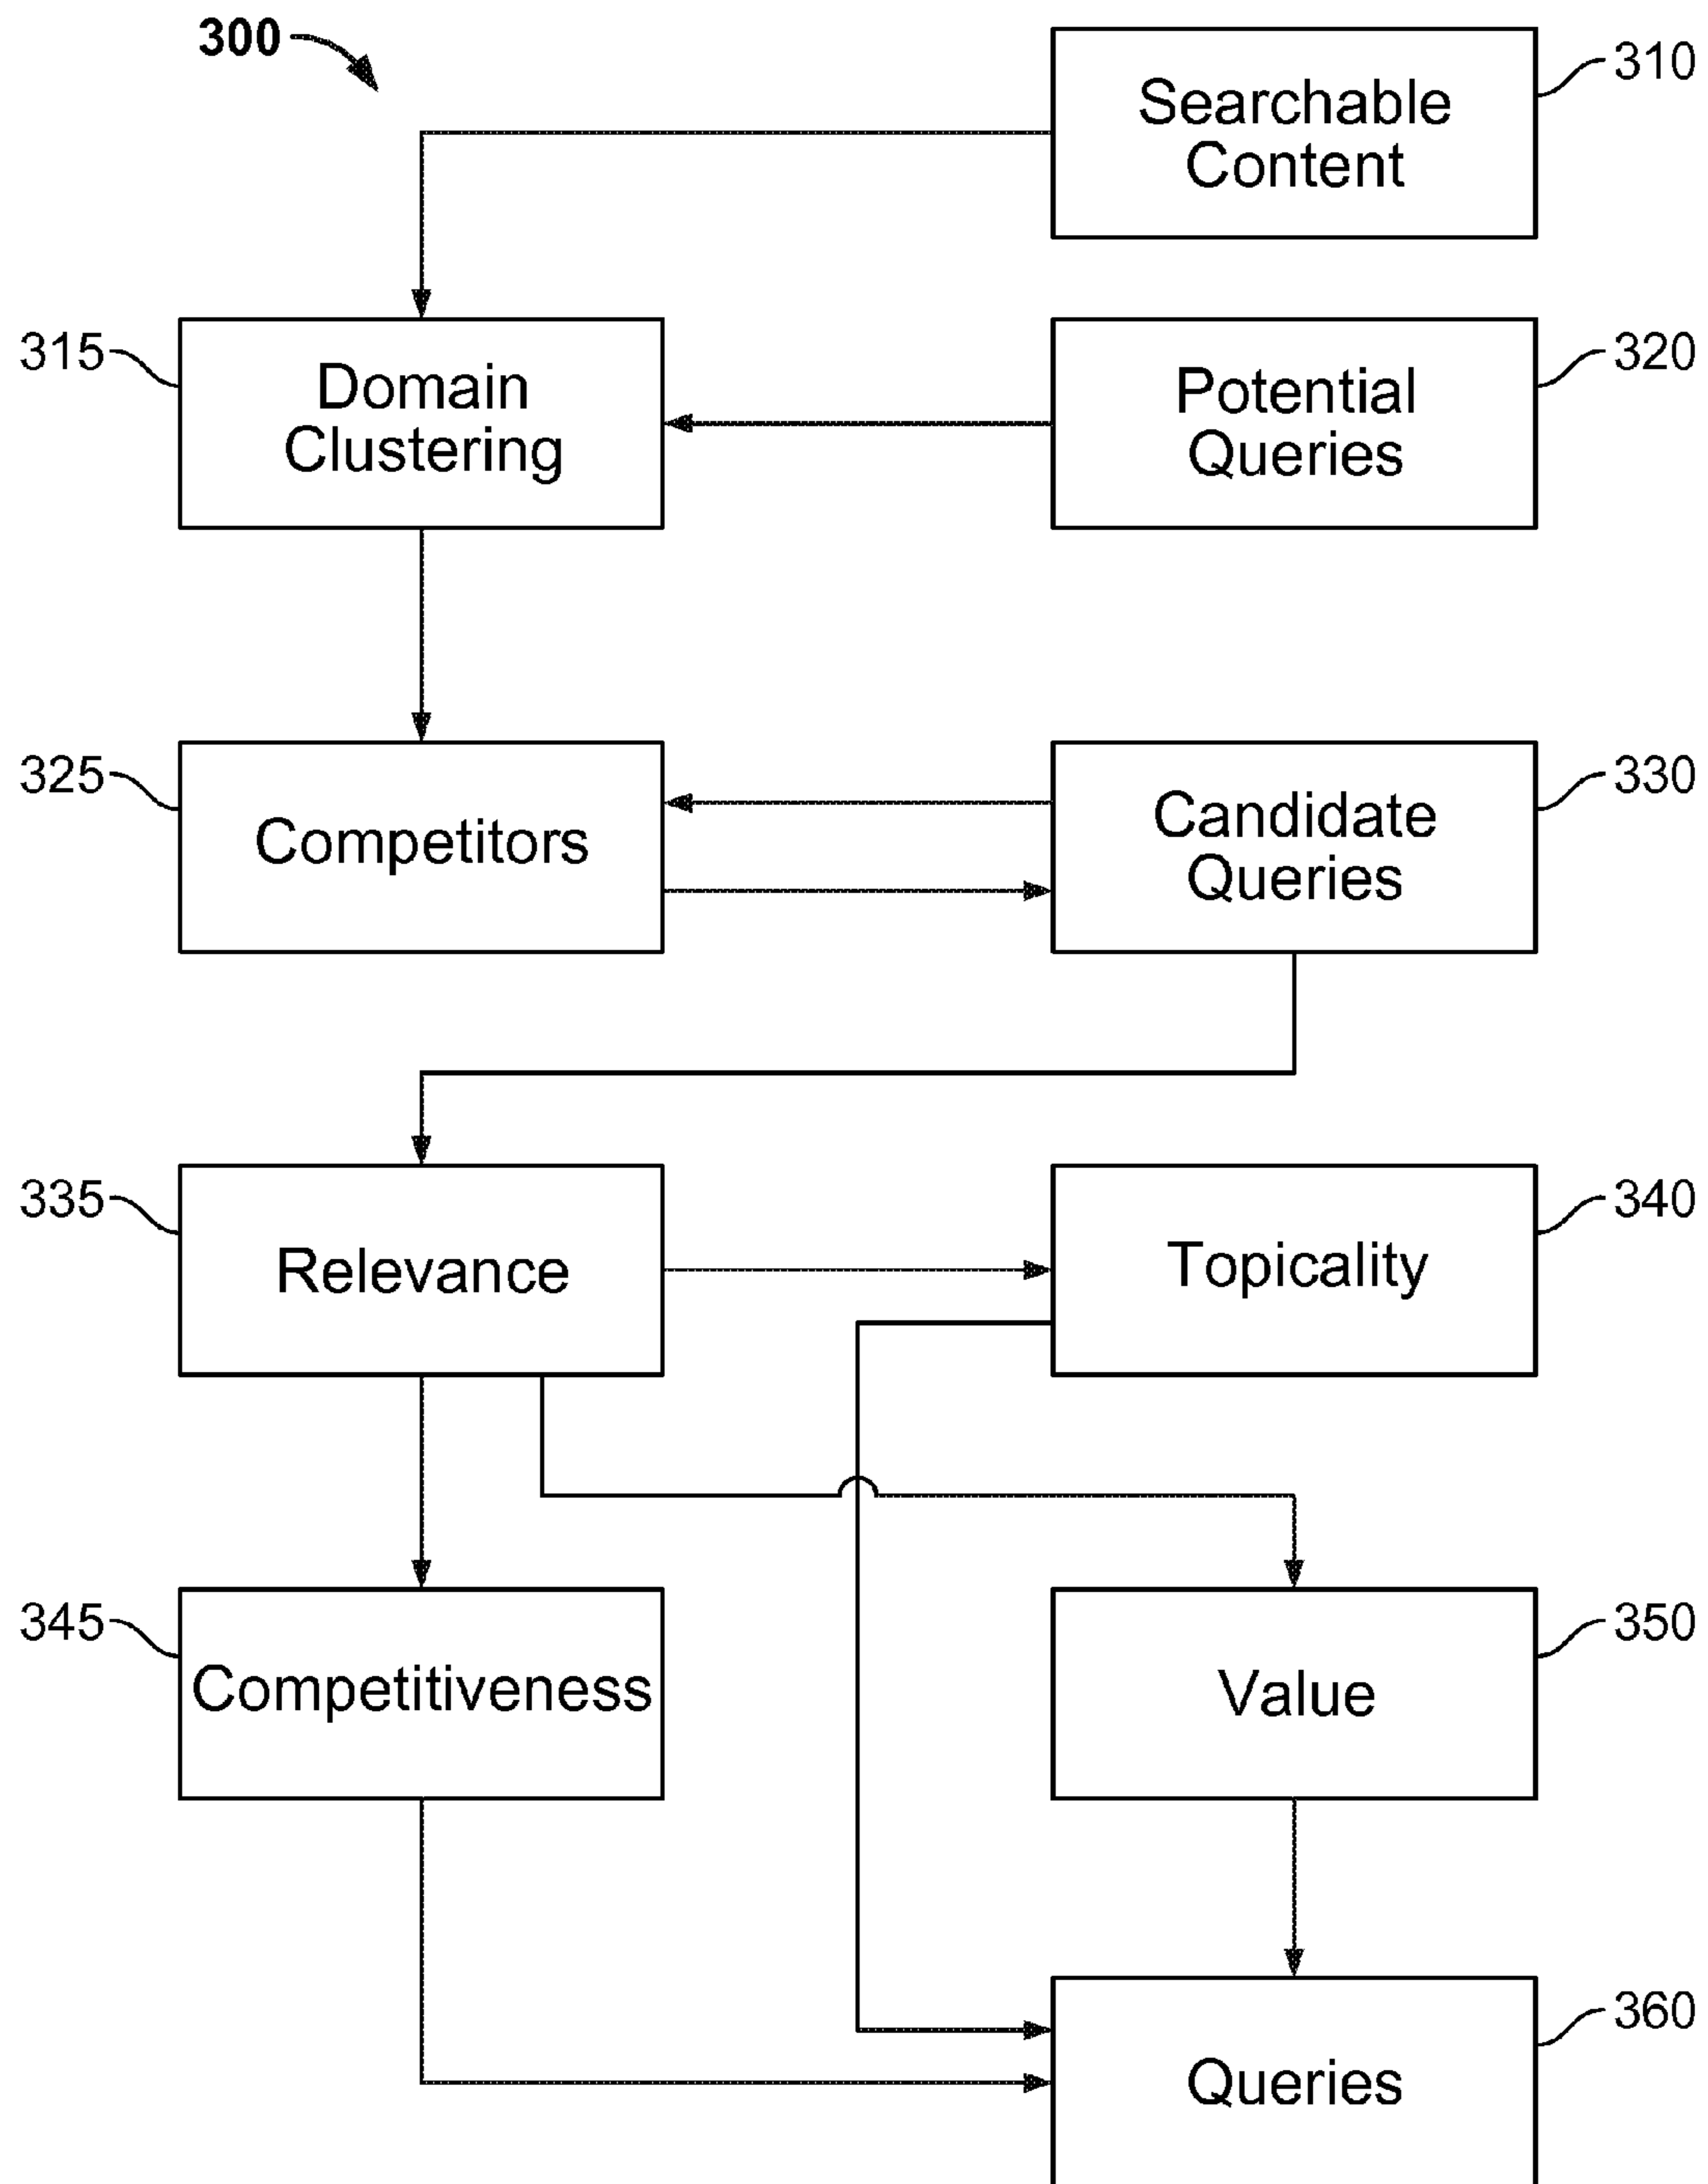 300
310
Searchable
Content
315
Domain
Clustering
320
Potential
Queries
325
Competitors
330
Candidate
Queries
335
Relevance
340
Topicality
345
Competitiveness
350
Value
360
Queries